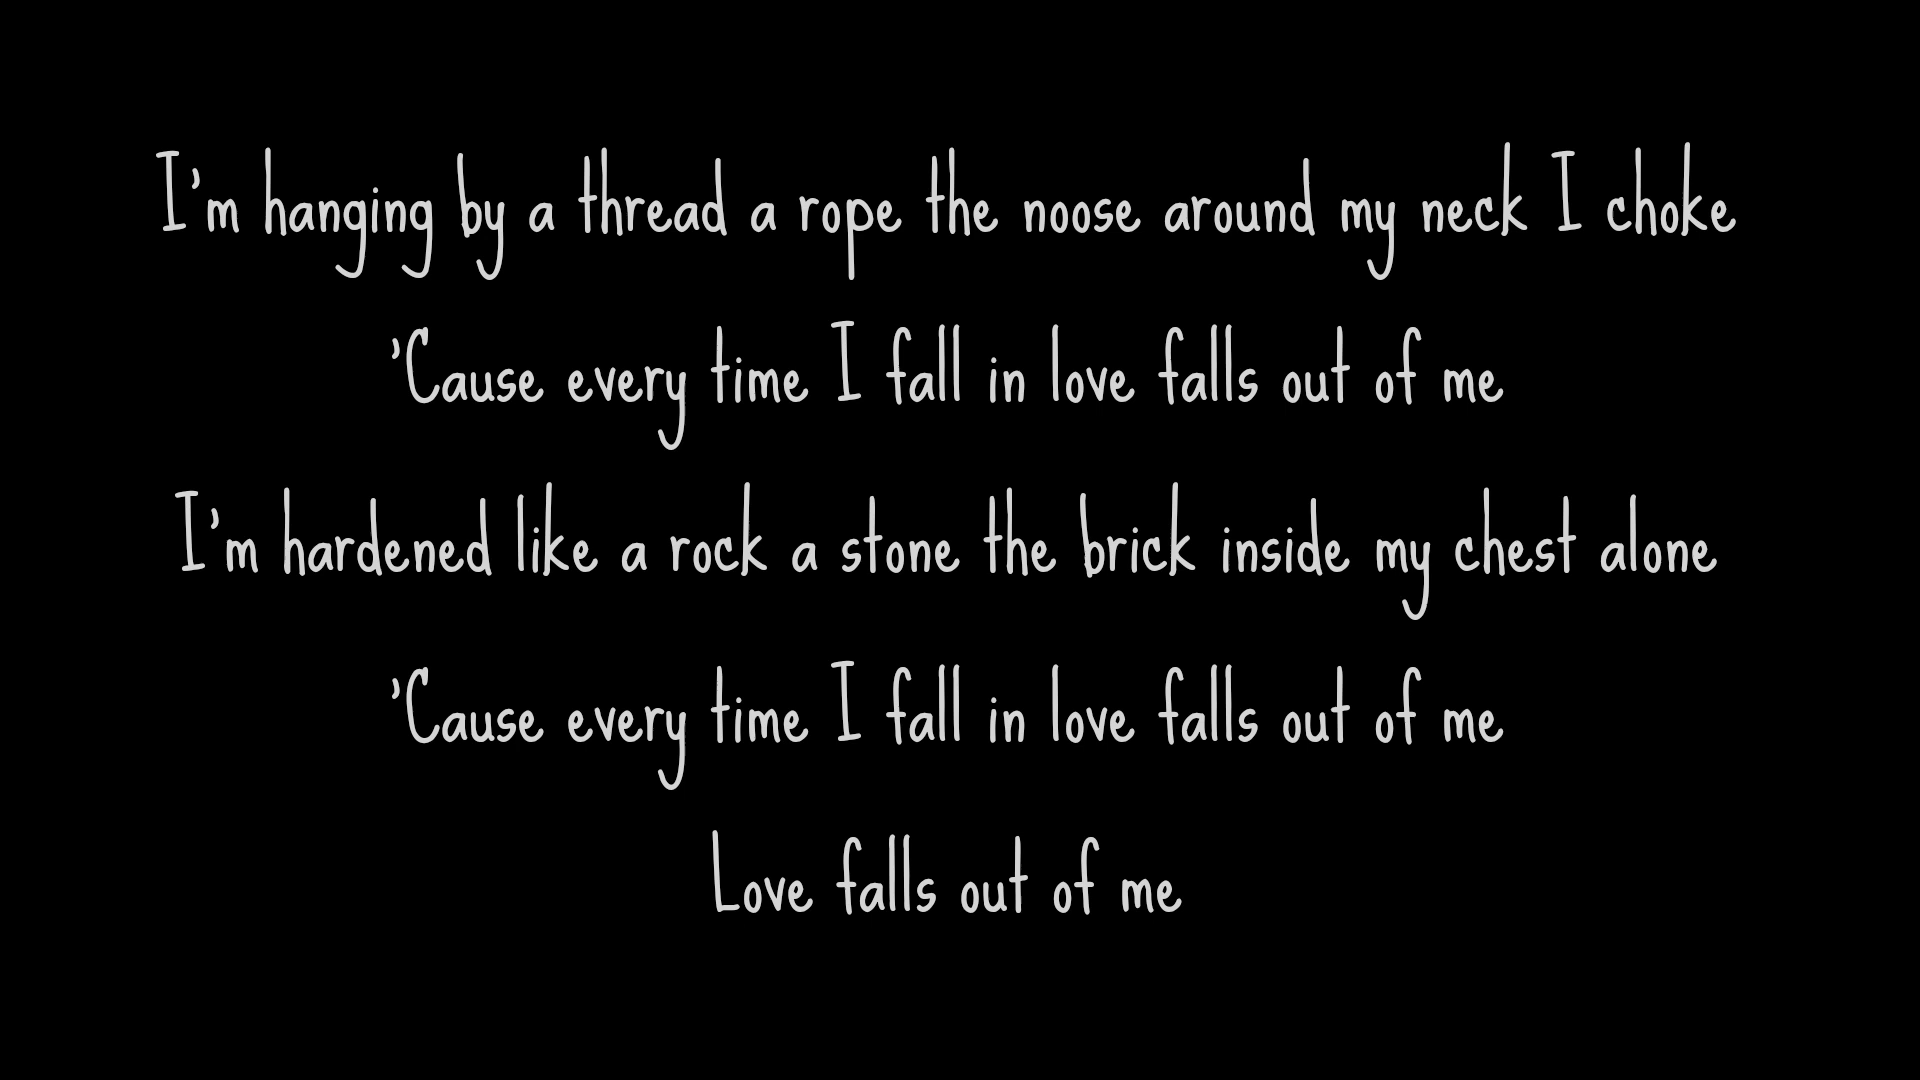 I'm hanging by a thread a rope the noose around my neck I choke
'Cause every time I fall in love falls out of me
I'm hardened like a rock a stone the brick inside my chest alone
'Cause every time I fall in love falls out of me
Love falls out of me